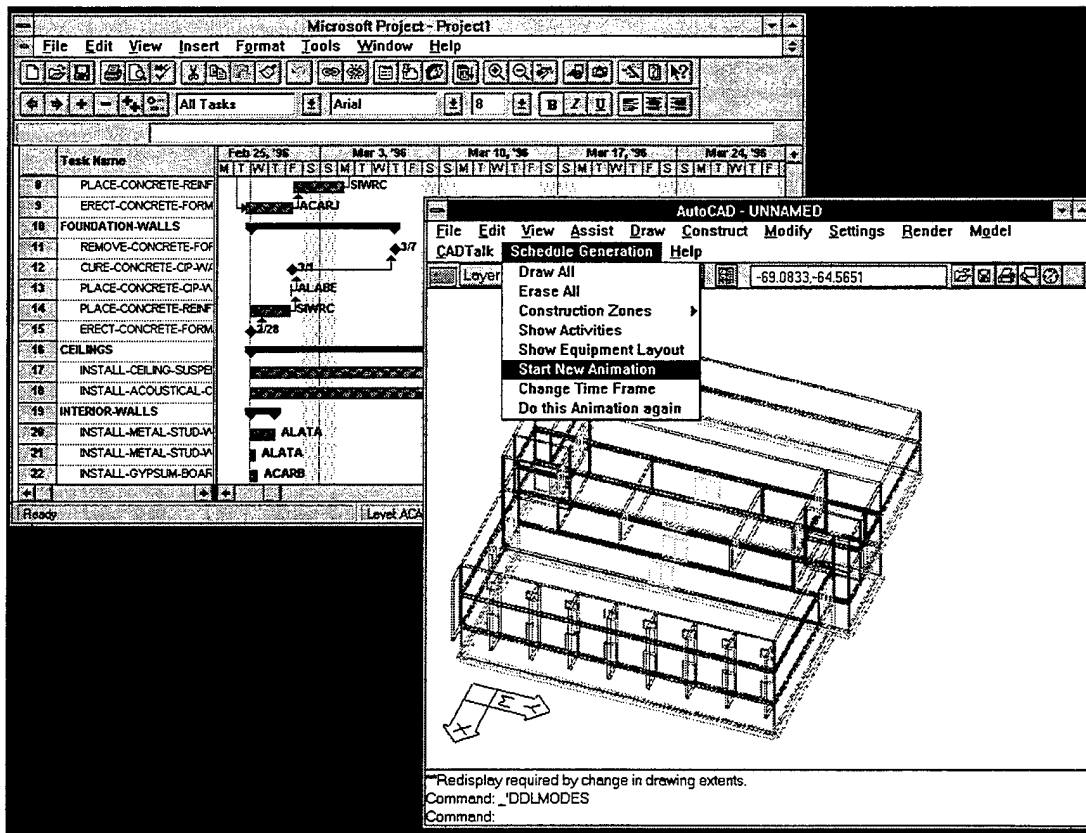 Microsoft Project - Project1
File Edit View Insert Format Tools Window Help
All Tasks Arial 8 B I U
Task Name Feb 25, '96 Mar 3, '96 Mar 10, '96 Mar 17, '96 Mar 24, '96
M T W T F S S M T W T F S S M T W T F S S M T W T F S S M T W T F
8 PLACE-CONCRETE-REINF SIWRC
9 ERECT-CONCRETE-FORM ACARJ
10 FOUNDATION-WALLS
11 REMOVE-CONCRETE-FOR 3/7
12 CURE-CONCRETE-CIP-WA 3/1
13 PLACE-CONCRETE-CIP-W ALABE
14 PLACE-CONCRETE-REINF SIWRC
15 ERECT-CONCRETE-FORM 2/28
16 CEILINGS
17 INSTALL-CEILING-SUSPE
18 INSTALL-ACOUSTICAL-C
19 INTERIOR-WALLS
20 INSTALL-METAL-STUD-W ALATA
21 INSTALL-METAL-STUD-W ALATA
22 INSTALL-GYPSUM-BOAR ACARB
Ready Level ACA
AutoCAD - UNNAMED
File Edit View Assist Draw Construct Modify Settings Render Model
CADTalk Schedule Generation Help
Layer -69.0833,-64.5651
Draw All
Erase All
Construction Zones
Show Activities
Show Equipment Layout
Start New Animation
Change Time Frame
Do this Animation again
X Y
"Redisplay required by change in drawing extents.
Command: _'DDLMODES
Command: